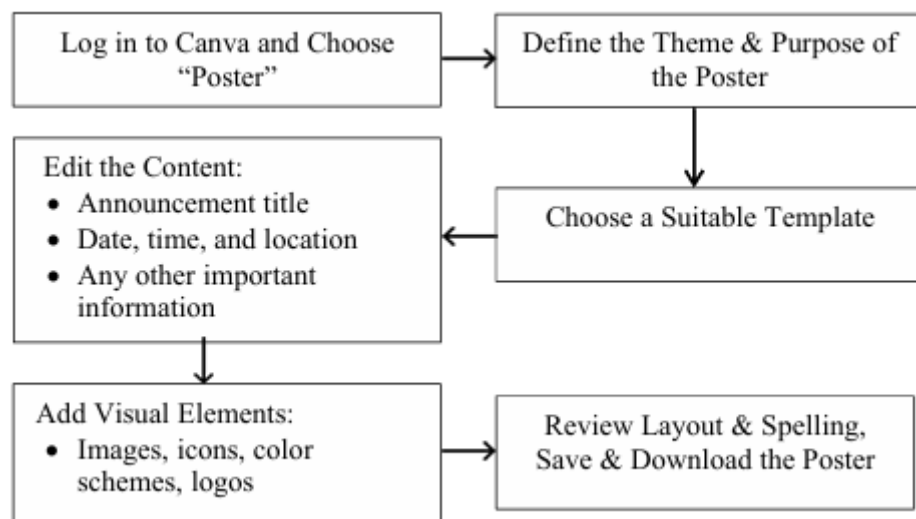 Log in to Canva and Choose
“Poster”
Define the Theme & Purpose of
the Poster
Choose a Suitable Template
Edit the Content:
• Announcement title
• Date, time, and location
• Any other important
information
Add Visual Elements:
• Images, icons, color
schemes, logos
Review Layout & Spelling,
Save & Download the Poster